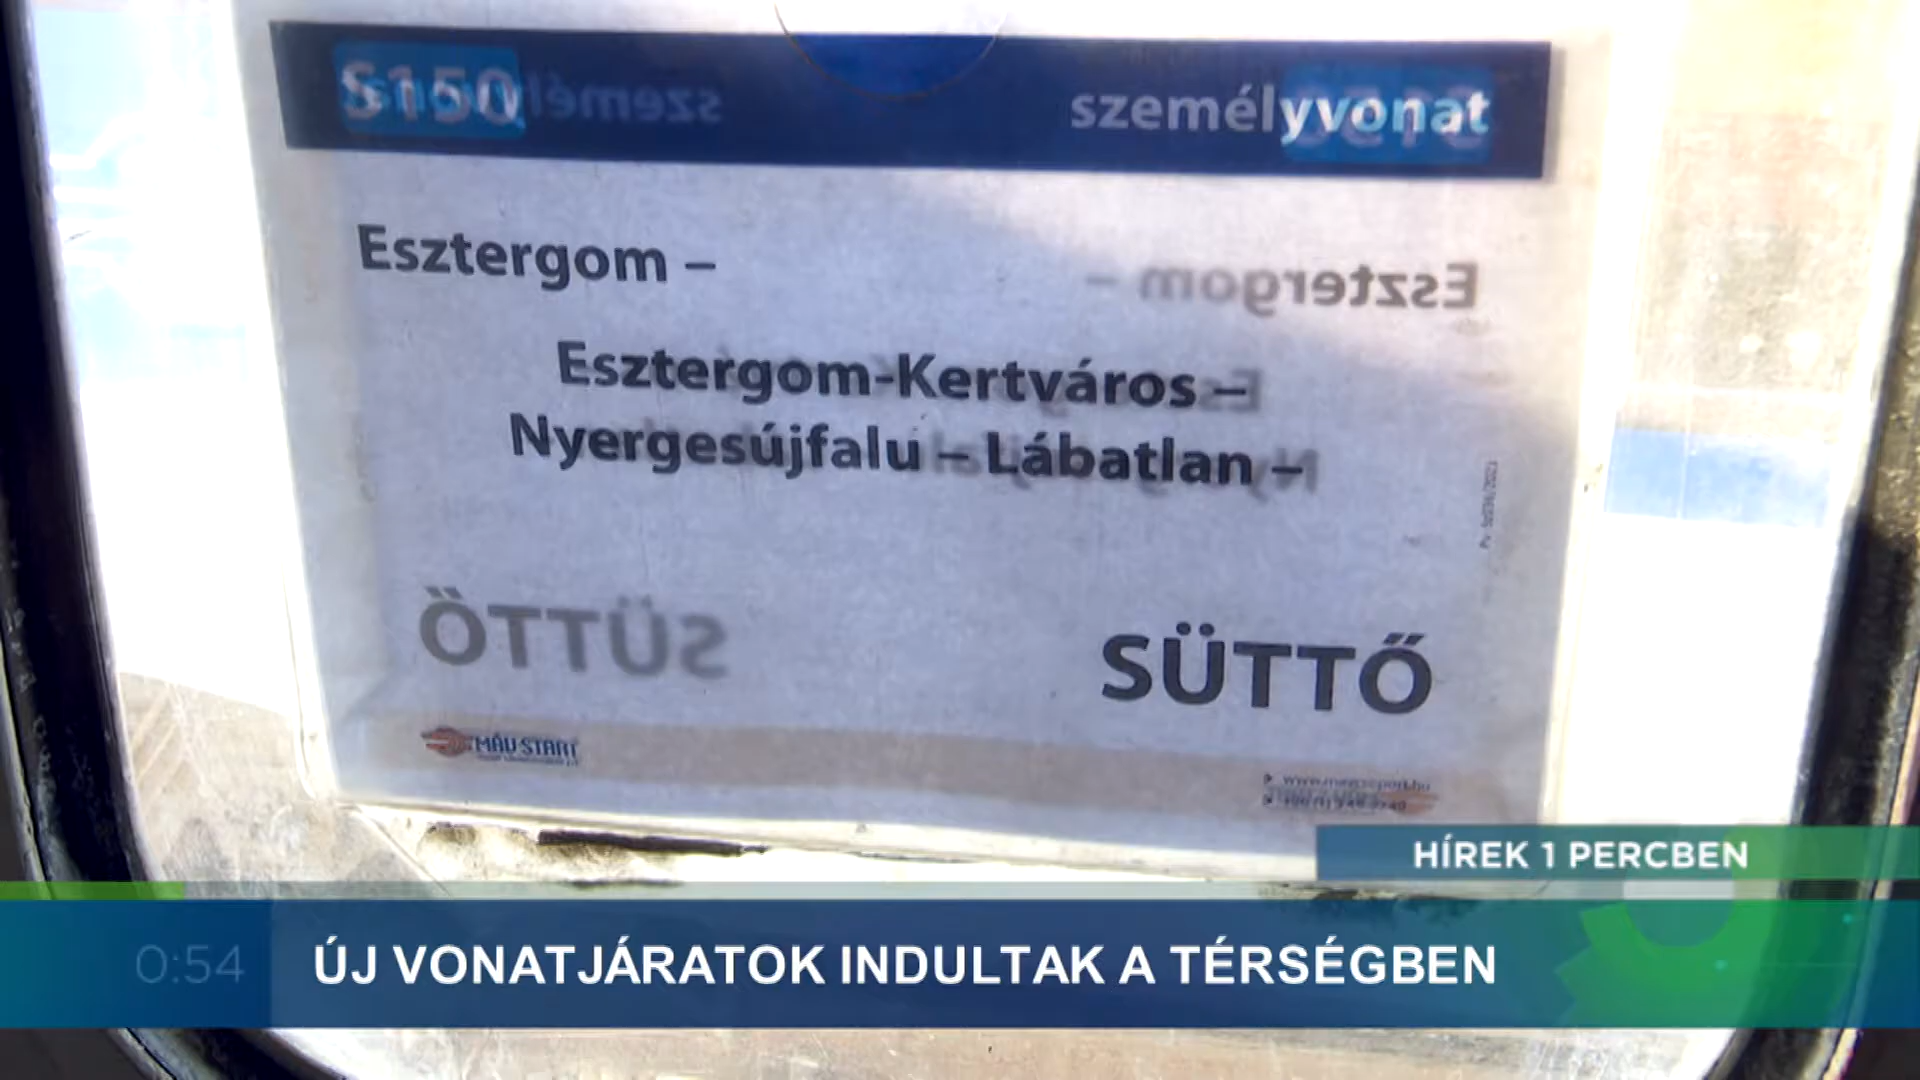 S150 személyvonat
Esztergom –
Esztergom-Kertváros –
Nyergesújfalu – Lábatlan –
SÜTTŐ
MÁV-START
HÍREK 1 PERCBEN
0:54 ÚJ VONATJÁRATOK INDULTAK A TÉRSÉGBEN